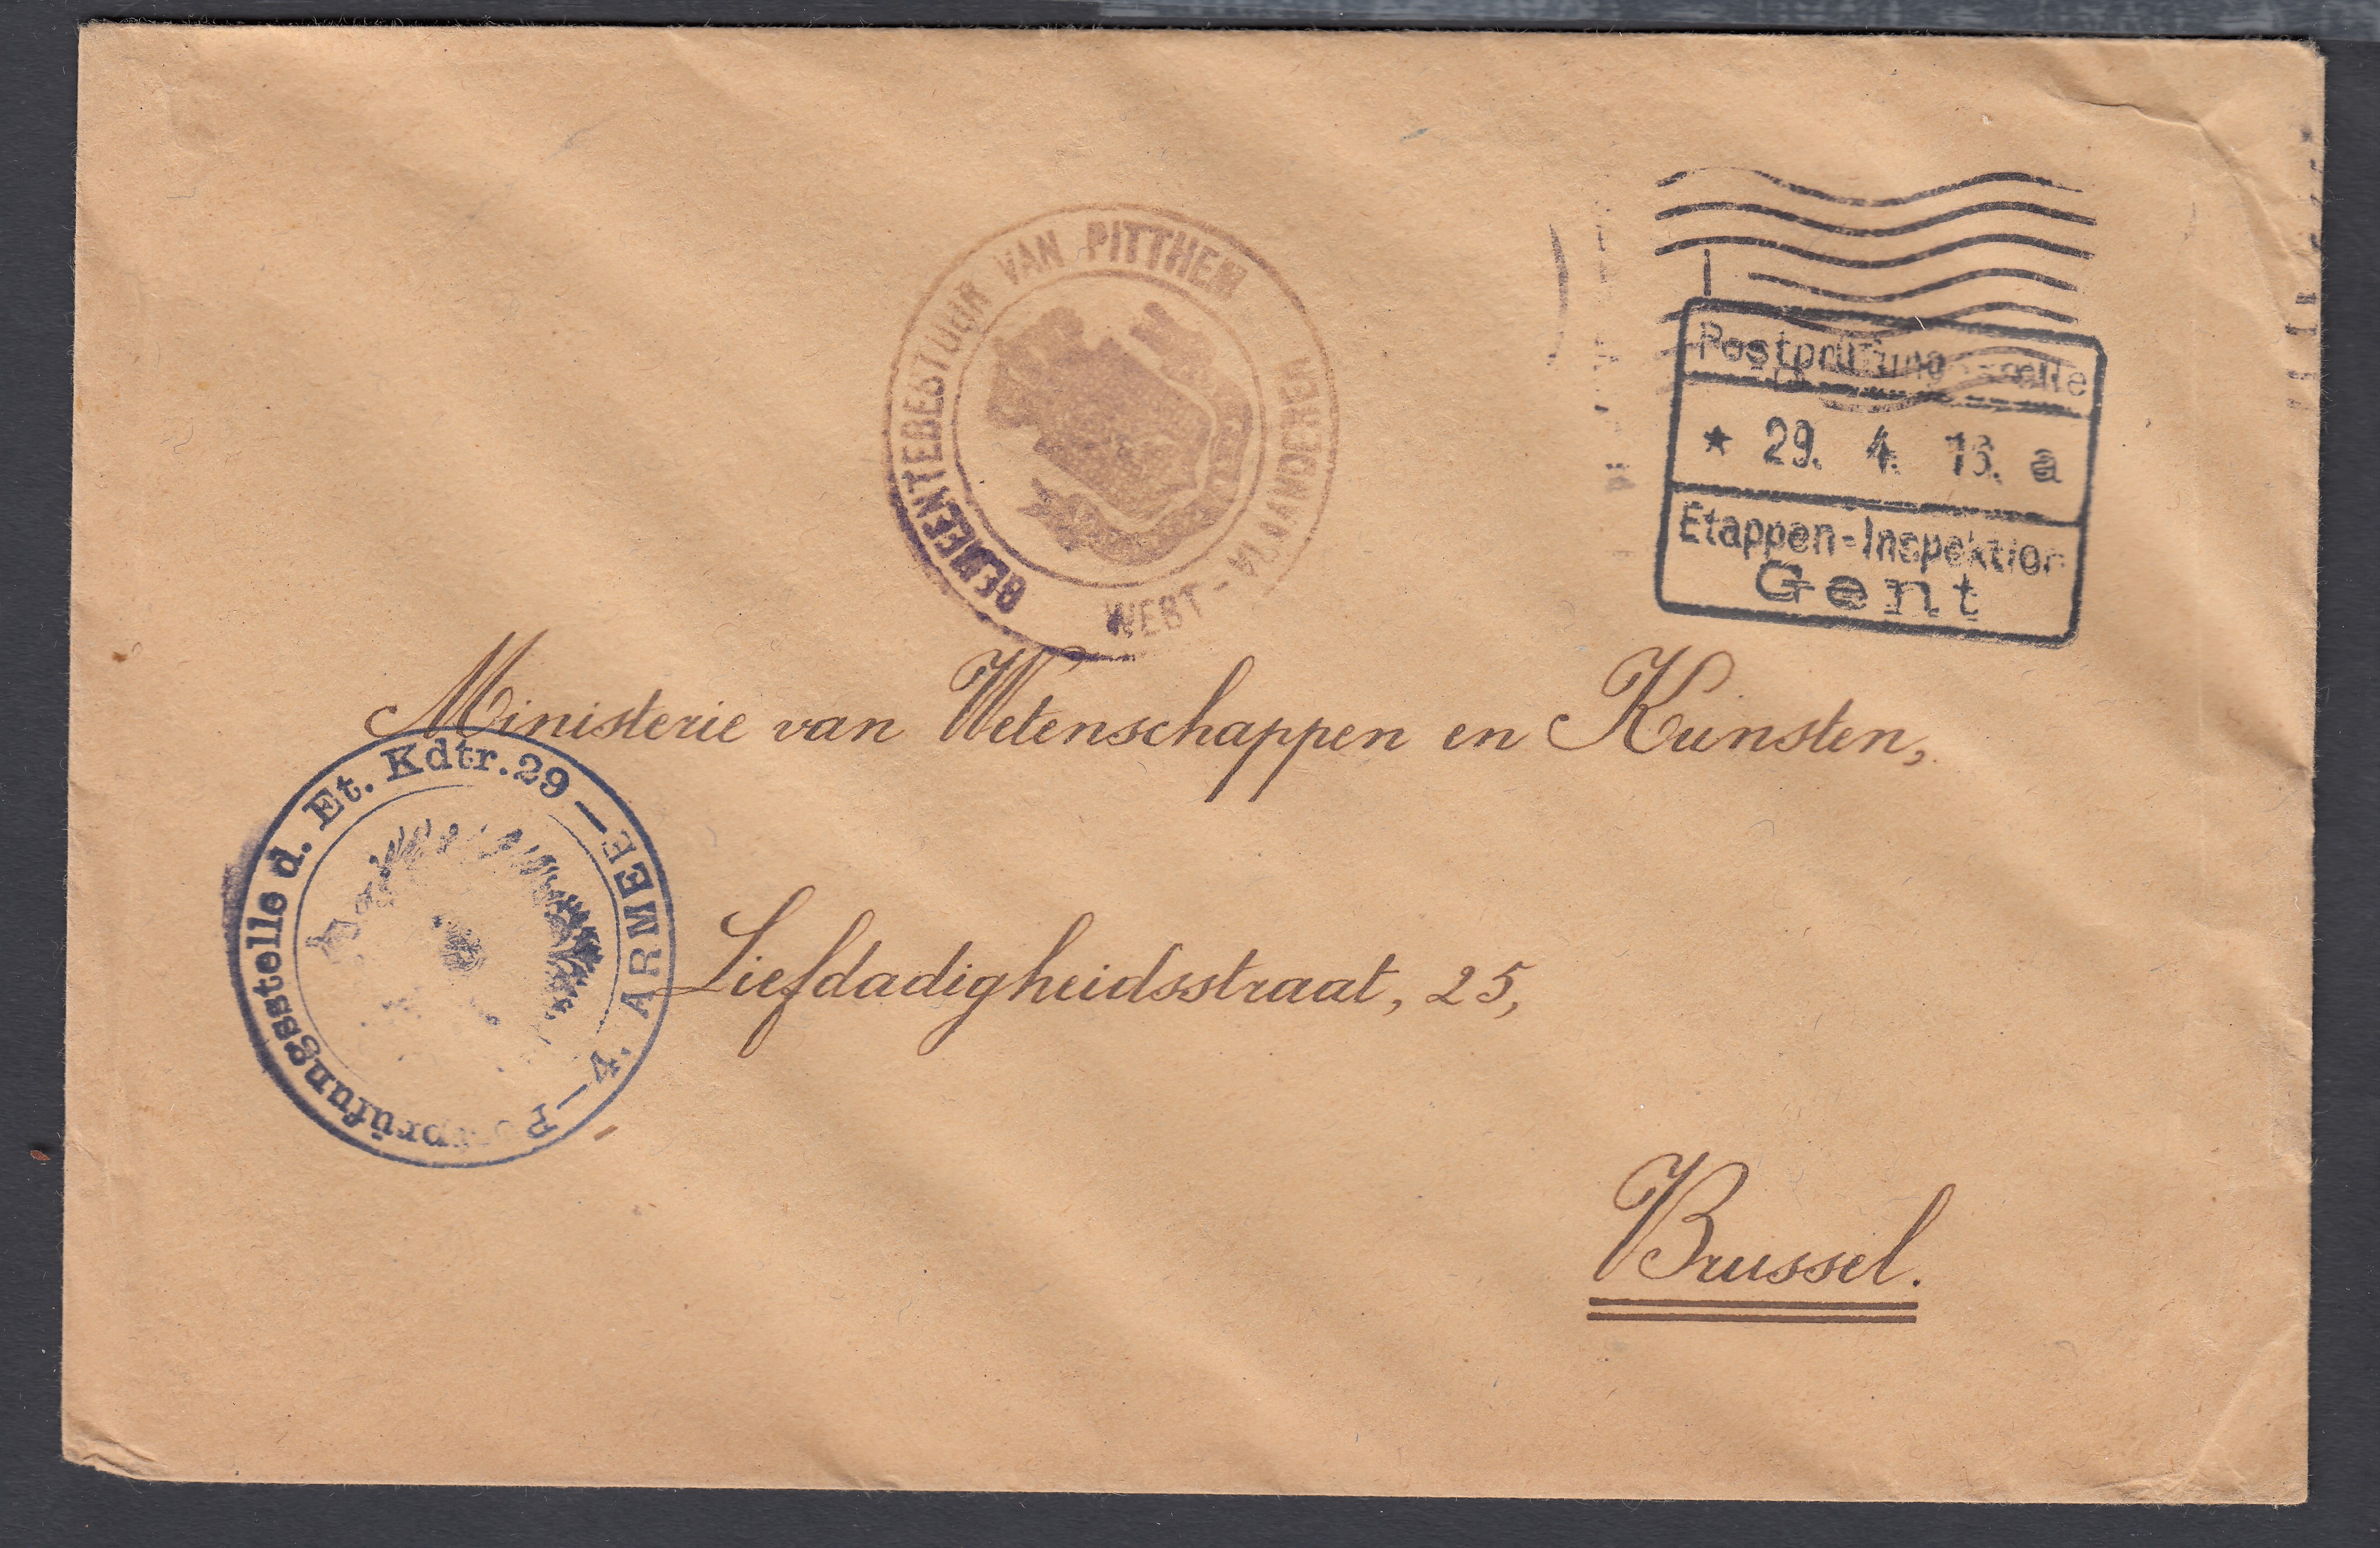 GEMEENTEBESTUUR VAN PITTHEM
WEST-VLAANDEREN
Postprüfungsstelle
* 29. 4. 18. a
Etappen-Inspektion
Gent
Ministerie van Wetenschappen en Kunsten,
Postprüfungsstelle d. Et. Kdtr. 29 — 4. ARMEE —
Liefdadigheidsstraat, 25,
Brussel.